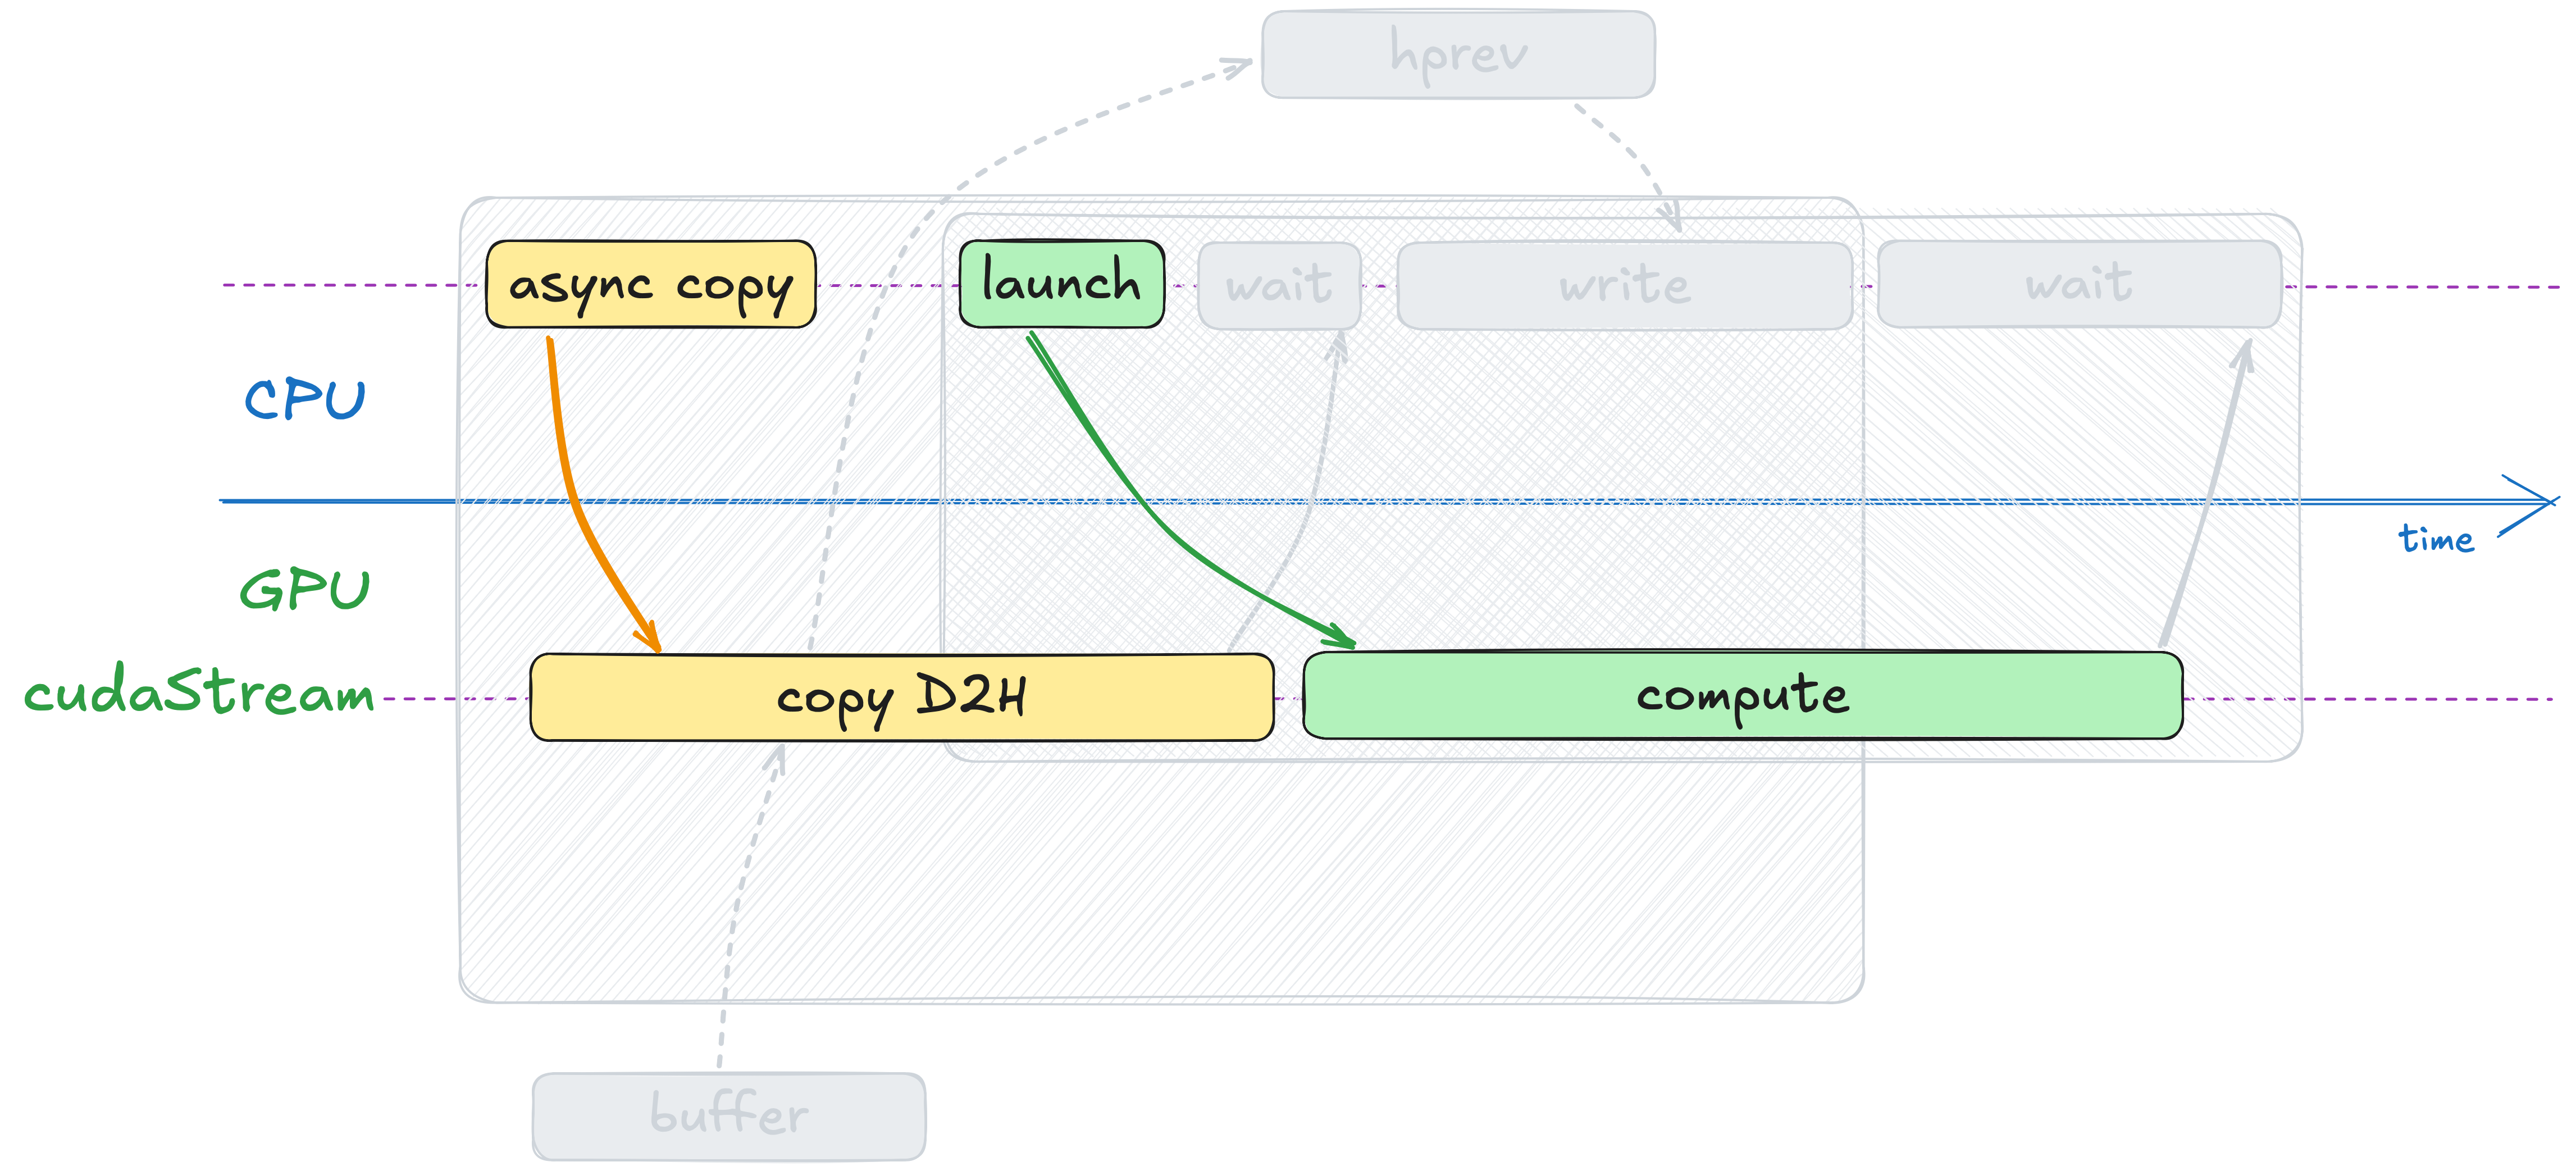 hprev
async copy
launch
wait
write
wait
CPU
time
GPU
cudaStream
copy D2H
compute
buffer